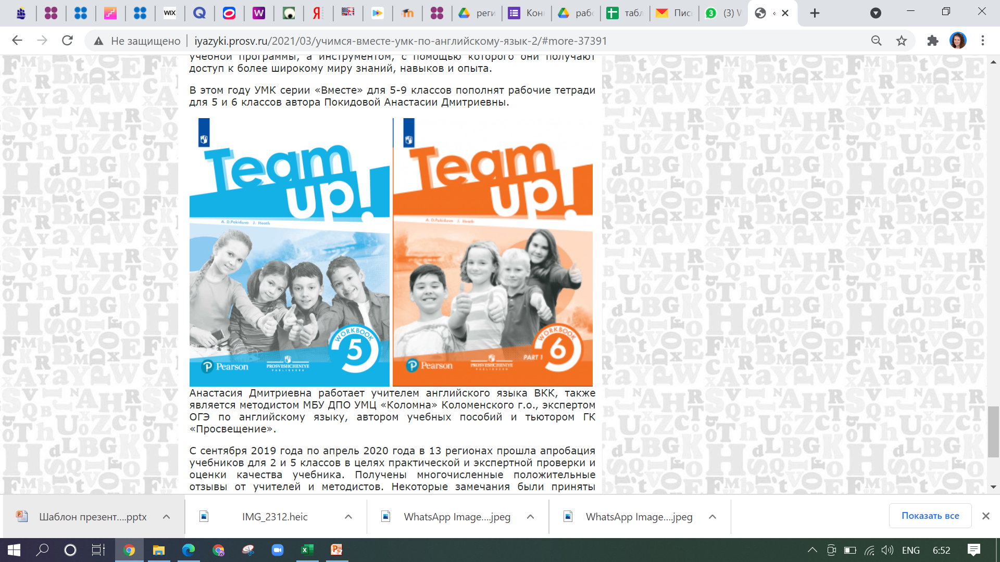 WIX
реги
Кон
рабо
табл
Пись
(3) W
Не защищено
iyazyki.prosv.ru/2021/03/учимся-вместе-умк-по-английскому-язык-2/#more-37391
учебной программы, а инструментом, с помощью которого они получают
доступ к более широкому миру знаний, навыков и опыта.
В этом году УМК серии «Вместе» для 5-9 классов пополнят рабочие тетради
для 5 и 6 классов автора Покидовой Анастасии Дмитриевны.
Team
up!
A. D.Pokidova J. Heath
WORKBOOK
5
Pearson
PROSVESHCHENIYE
PUBLISHERS
Team
up!
A. D.Pokidova J. Heath
WORKBOOK
6
PART 1
Pearson
PROSVESHCHENIYE
PUBLISHERS
Анастасия Дмитриевна работает учителем английского языка ВКК, также
является методистом МБУ ДПО УМЦ «Коломна» Коломенского г.о., экспертом
ОГЭ по английскому языку, автором учебных пособий и тьютором ГК
«Просвещение».
С сентября 2019 года по апрель 2020 года в 13 регионах прошла апробация
учебников для 2 и 5 классов в целях практической и экспертной проверки и
оценки качества учебника. Получены многочисленные положительные
отзывы от учителей и методистов. Некоторые замечания были приняты
Шаблон презент....pptx
IMG_2312.heic
WhatsApp Image....jpeg
WhatsApp Image....jpeg
Показать все
ENG
6:52